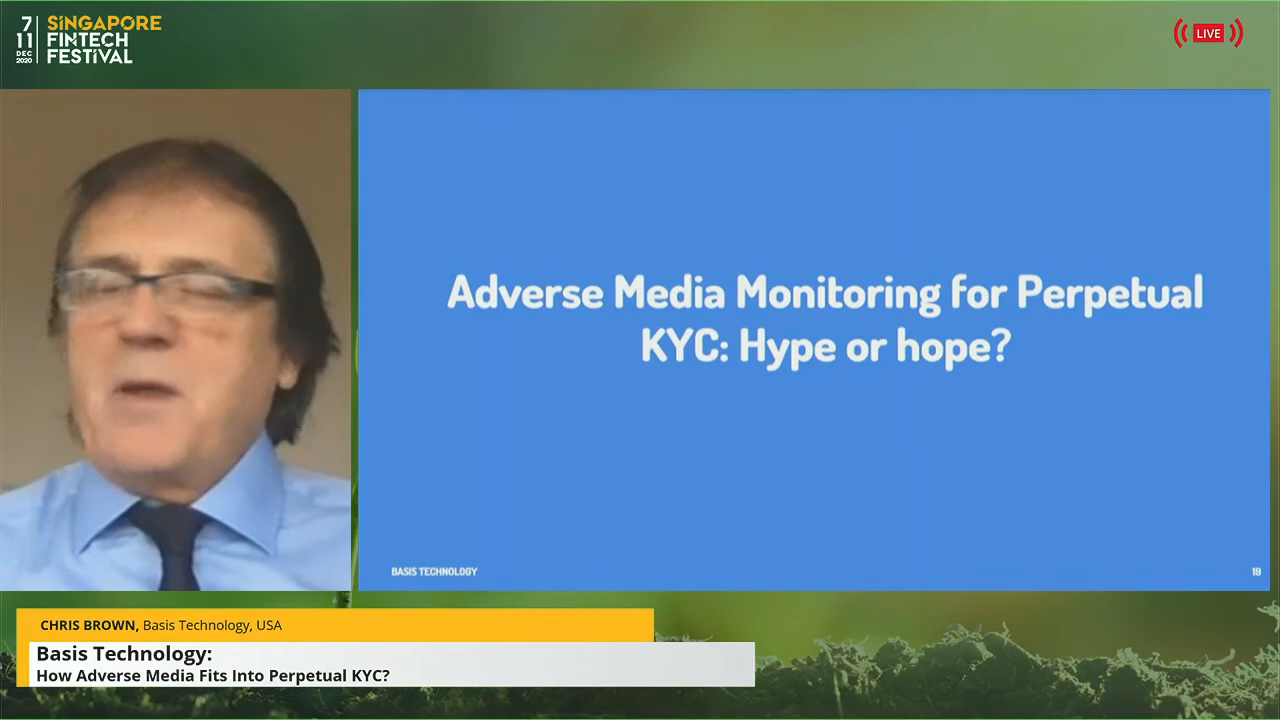 7
11
DEC
2020
SiNGAPORE
FiNTECH
FESTiVAL
LIVE
Adverse Media Monitoring for Perpetual
KYC: Hype or hope?
BASIS TECHNOLOGY
19
CHRIS BROWN, Basis Technology, USA
Basis Technology:
How Adverse Media Fits Into Perpetual KYC?